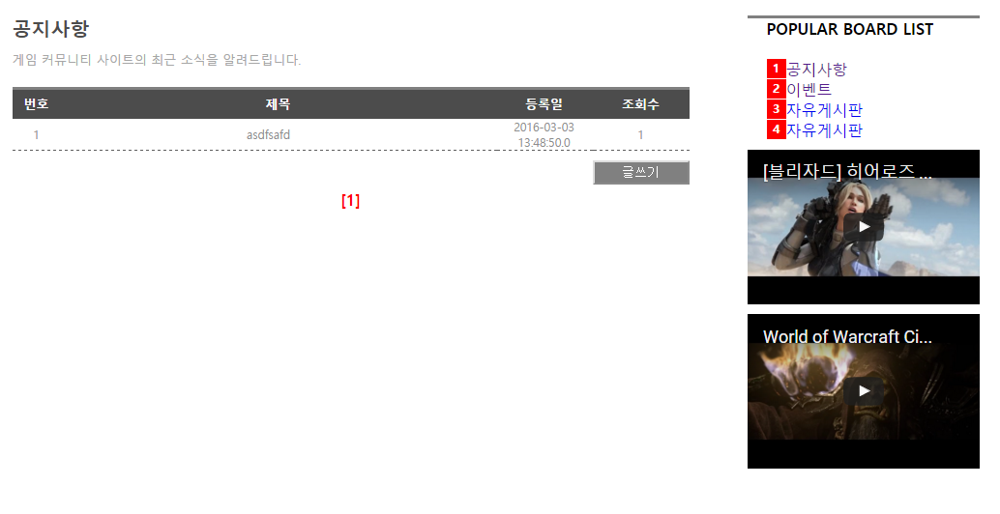 공지사항
게임 커뮤니티 사이트의 최근 소식을 알려드립니다.
번호 제목 등록일 조회수
1 asdfsafd 2016-03-03 13:48:50.0 1
글쓰기
[1]
POPULAR BOARD LIST
1 공지사항
2 이벤트
3 자유게시판
4 자유게시판
[블리자드] 히어로즈 ...
World of Warcraft Ci...